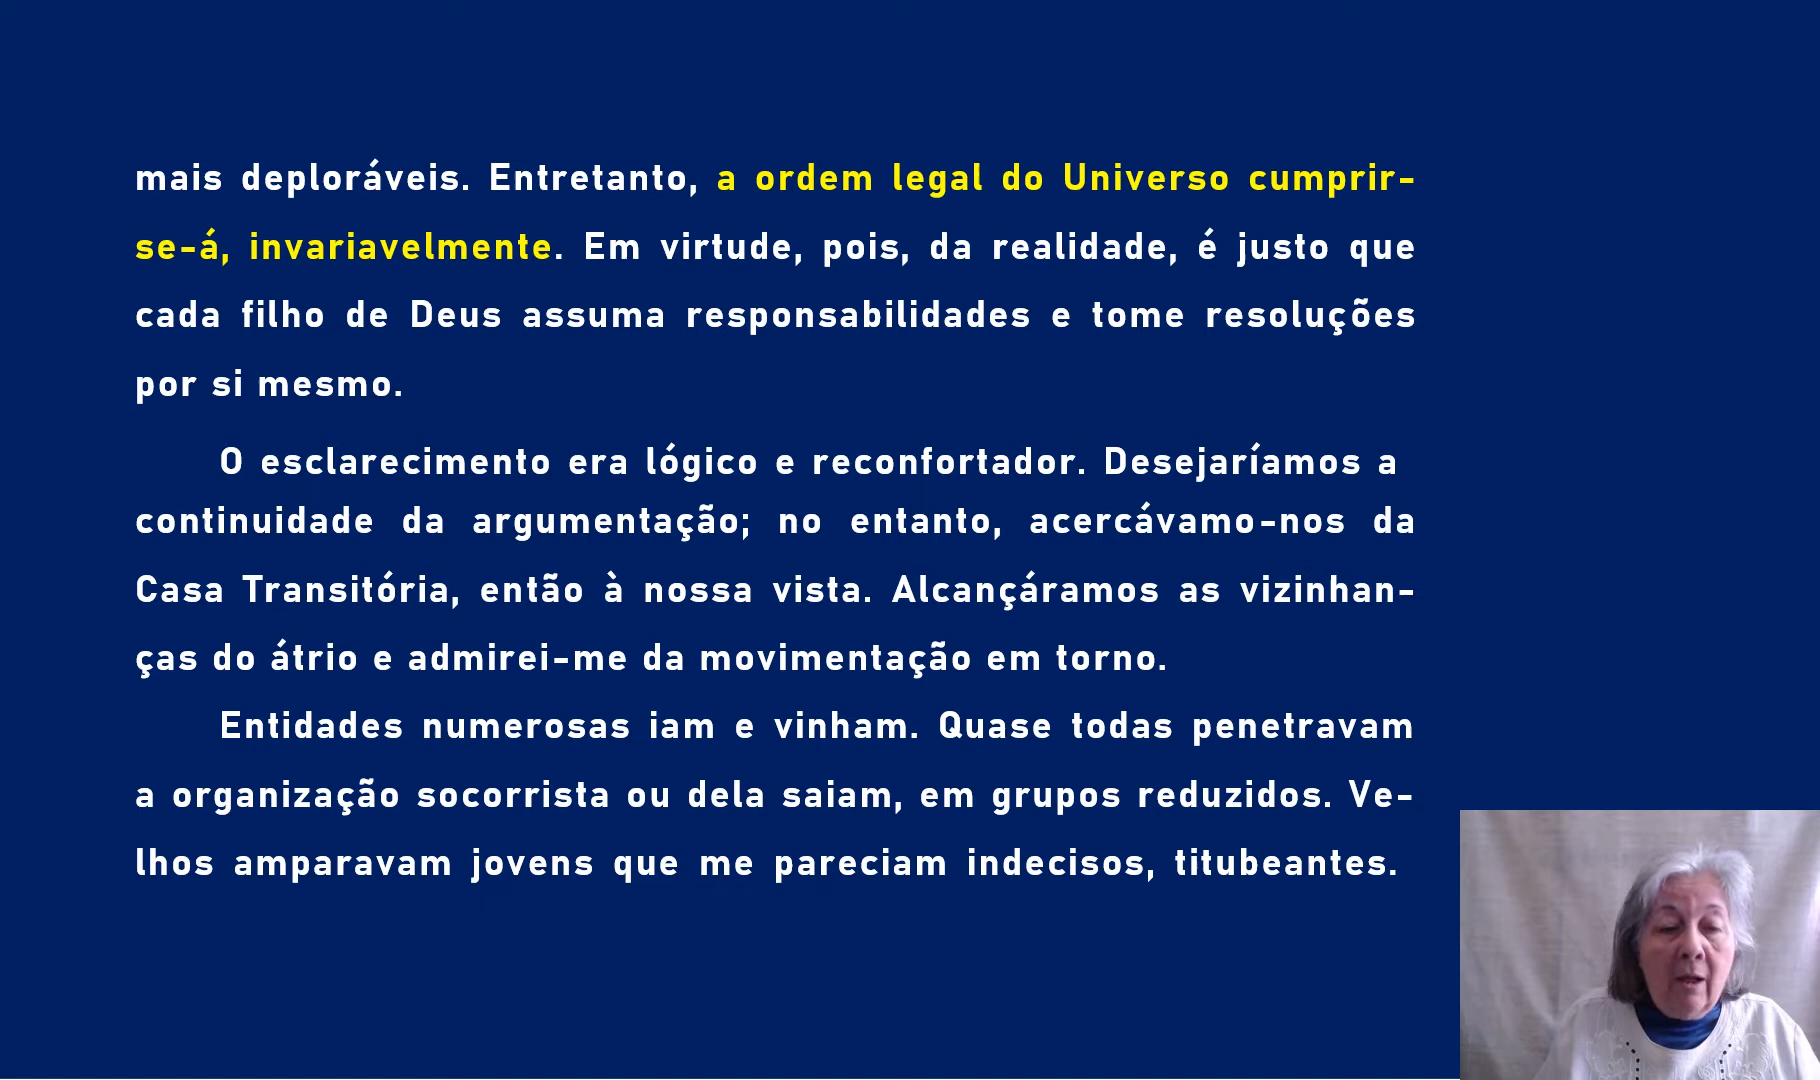 mais deploráveis. Entretanto, a ordem legal do Universo cumprir-
se-á, invariavelmente. Em virtude, pois, da realidade, é justo que
cada filho de Deus assuma responsabilidades e tome resoluções
por si mesmo.
O esclarecimento era lógico e reconfortador. Desejaríamos a
continuidade da argumentação; no entanto, acercávamo-nos da
Casa Transitória, então à nossa vista. Alcançáramos as vizinhan-
ças do átrio e admirei-me da movimentação em torno.
Entidades numerosas iam e vinham. Quase todas penetravam
a organização socorrista ou dela saiam, em grupos reduzidos. Ve-
lhos amparavam jovens que me pareciam indecisos, titubeantes.